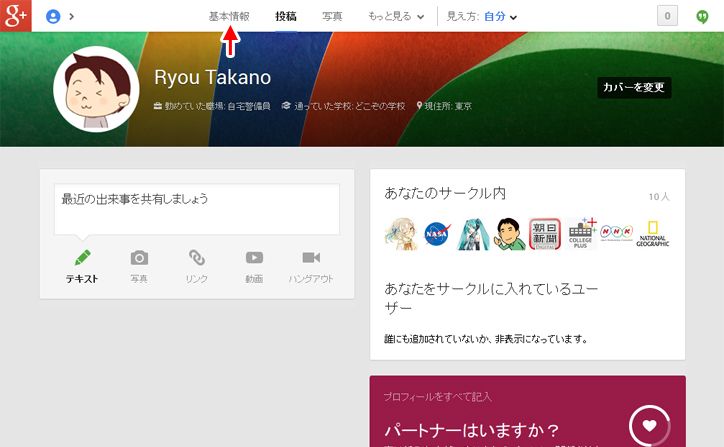 g+
基本情報 投稿 写真 もっと見る 見え方: 自分 0
Ryou Takano
カバーを変更
勤めていた職場: 自宅警備員 通っていた学校: どこぞの学校 現住所: 東京
最近の出来事を共有しましょう
テキスト 写真 リンク 動画 ハングアウト
あなたのサークル内 10人
NASA
朝日
新聞
DIGITAL
COLLEGE
PLUS
NHK
NATIONAL
GEOGRAPHIC
あなたをサークルに入れているユー
ザー
誰にも追加されていないか、非表示になっています。
プロフィールをすべて記入
パートナーはいますか？